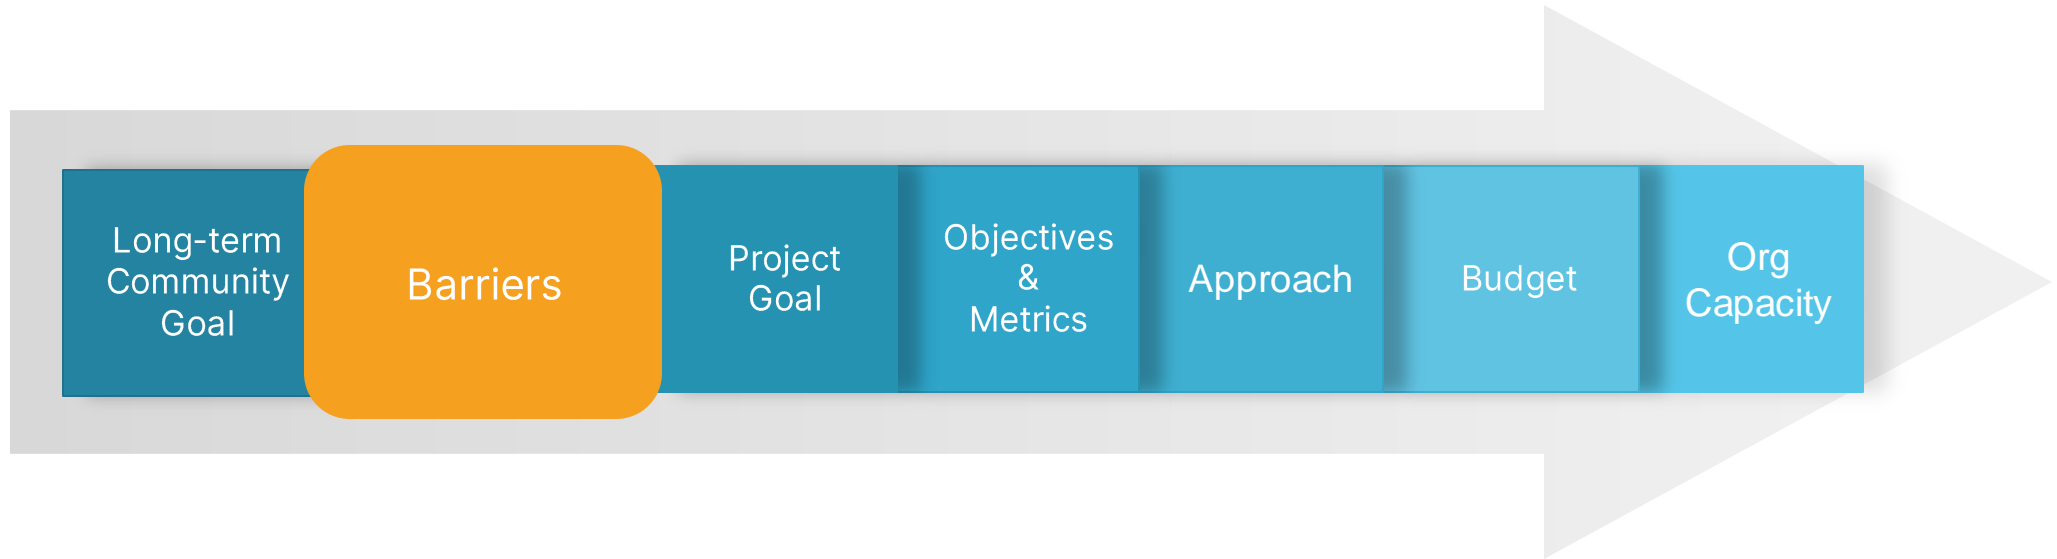 Long-term
Community
Goal
Barriers
Project
Goal
Objectives
&
Metrics
Approach
Budget
Org
Capacity